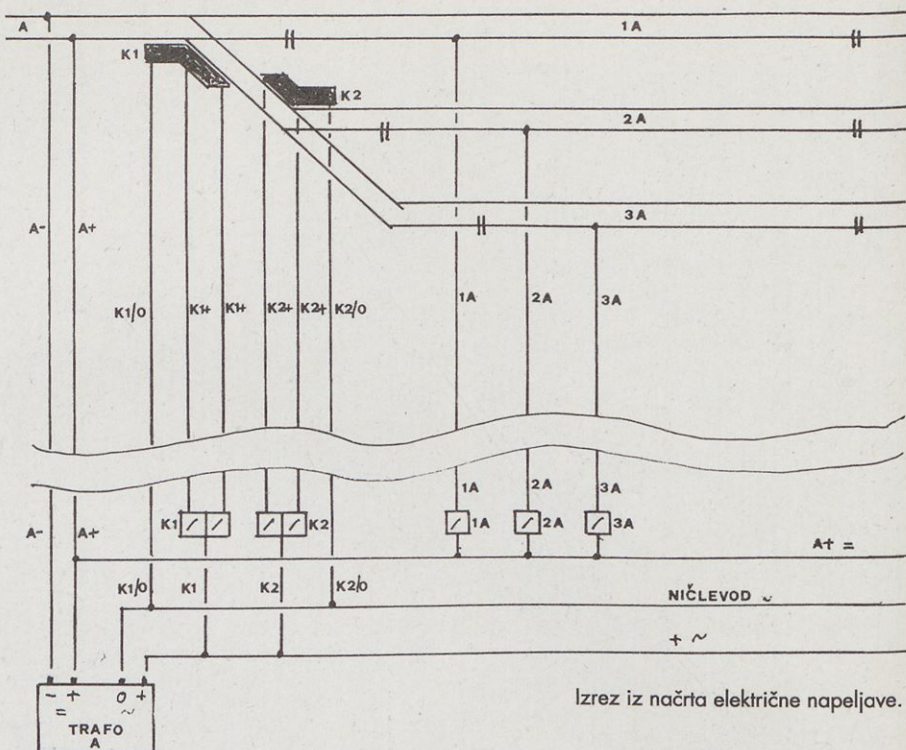 A 1A
K1
K2
2A
3A
A- A+
K1/0 K1+ K1+ K2+ K2+ K2/0 1A 2A 3A
1A 2A 3A
K1 K2 1A 2A 3A
A- A+
A+ =
K1/0 K1 K2 K2/0
NIČLEVOD ~
+ ~
- + 0 +
= ~
TRAFO
A
Izrez iz načrta električne napeljave.